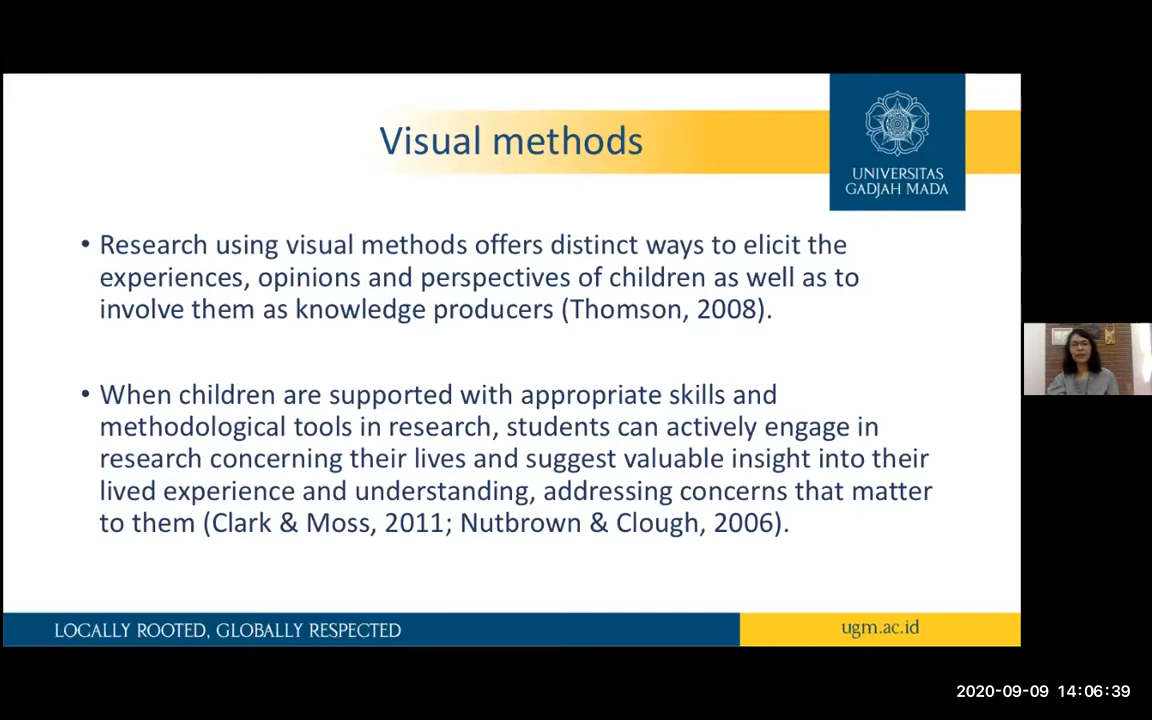 Visual methods
UNIVERSITAS
GADJAH MADA
• Research using visual methods offers distinct ways to elicit the
experiences, opinions and perspectives of children as well as to
involve them as knowledge producers (Thomson, 2008).
• When children are supported with appropriate skills and
methodological tools in research, students can actively engage in
research concerning their lives and suggest valuable insight into their
lived experience and understanding, addressing concerns that matter
to them (Clark & Moss, 2011; Nutbrown & Clough, 2006).
LOCALLY ROOTED, GLOBALLY RESPECTED
ugm.ac.id
2020-09-09 14:06:39